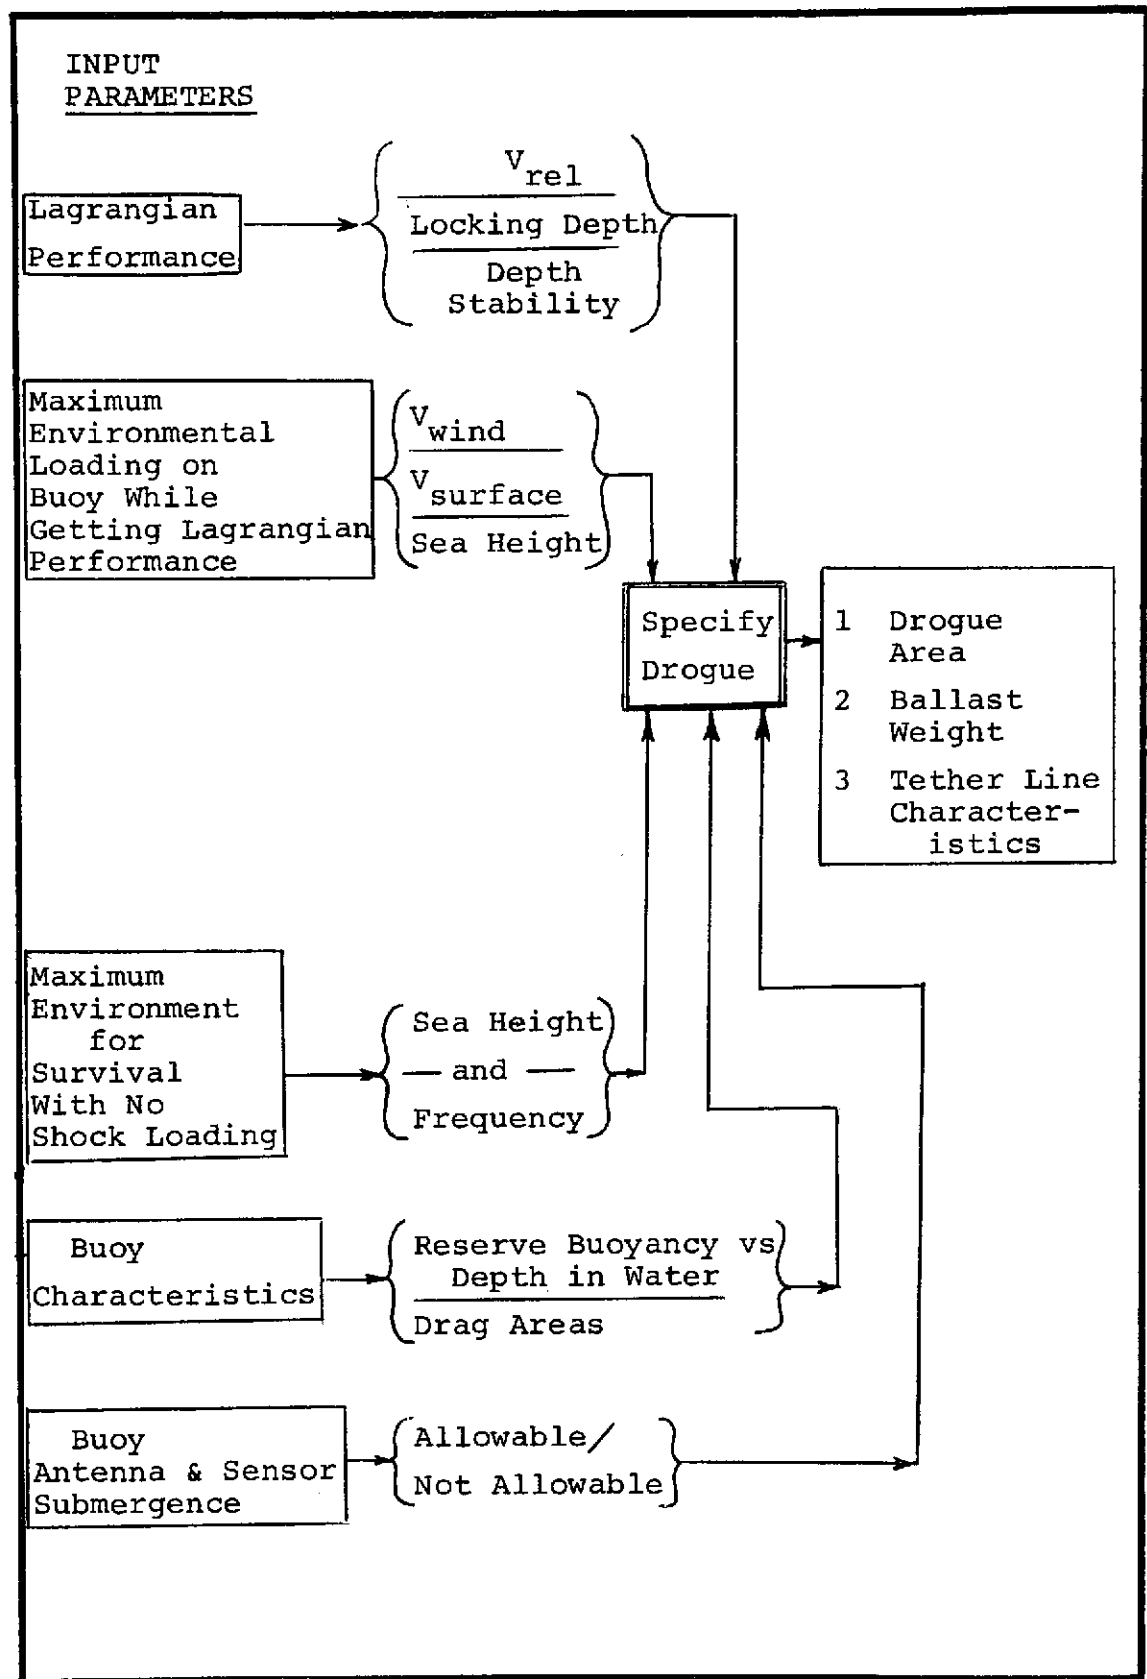 INPUT
PARAMETERS
Lagrangian
Performance
V rel
Locking Depth
Depth
Stability
Maximum
Environmental
Loading on
Buoy While
Getting Lagrangian
Performance
V wind
V surface
Sea Height
Specify
Drogue
1 Drogue
Area
2 Ballast
Weight
3 Tether Line
Character-
istics
Maximum
Environment
for
Survival
With No
Shock Loading
Sea Height
— and —
Frequency
Buoy
Characteristics
Reserve Buoyancy vs
Depth in Water
Drag Areas
Buoy
Antenna & Sensor
Submergence
Allowable/
Not Allowable